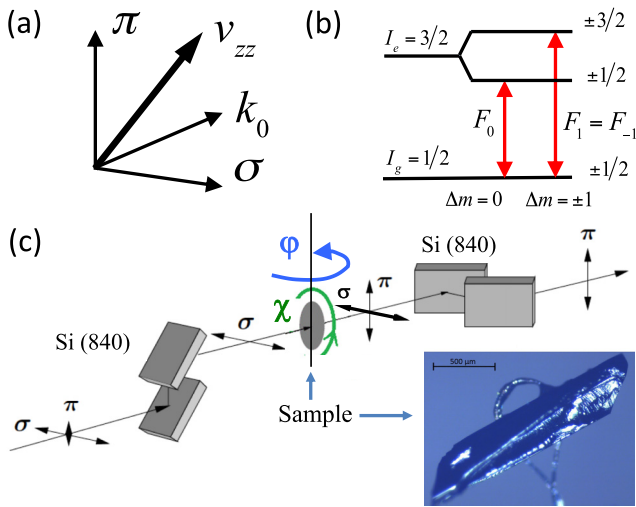 (a)
π
v_zz
k_0
σ
(b)
I_e = 3/2
±3/2
±1/2
F_0
F_1 = F_{-1}
I_g = 1/2
±1/2
Δm = 0
Δm = ±1
(c)
Si (840)
φ
π
π
χ
σ
σ
Si (840)
π
σ
Sample
500 μm